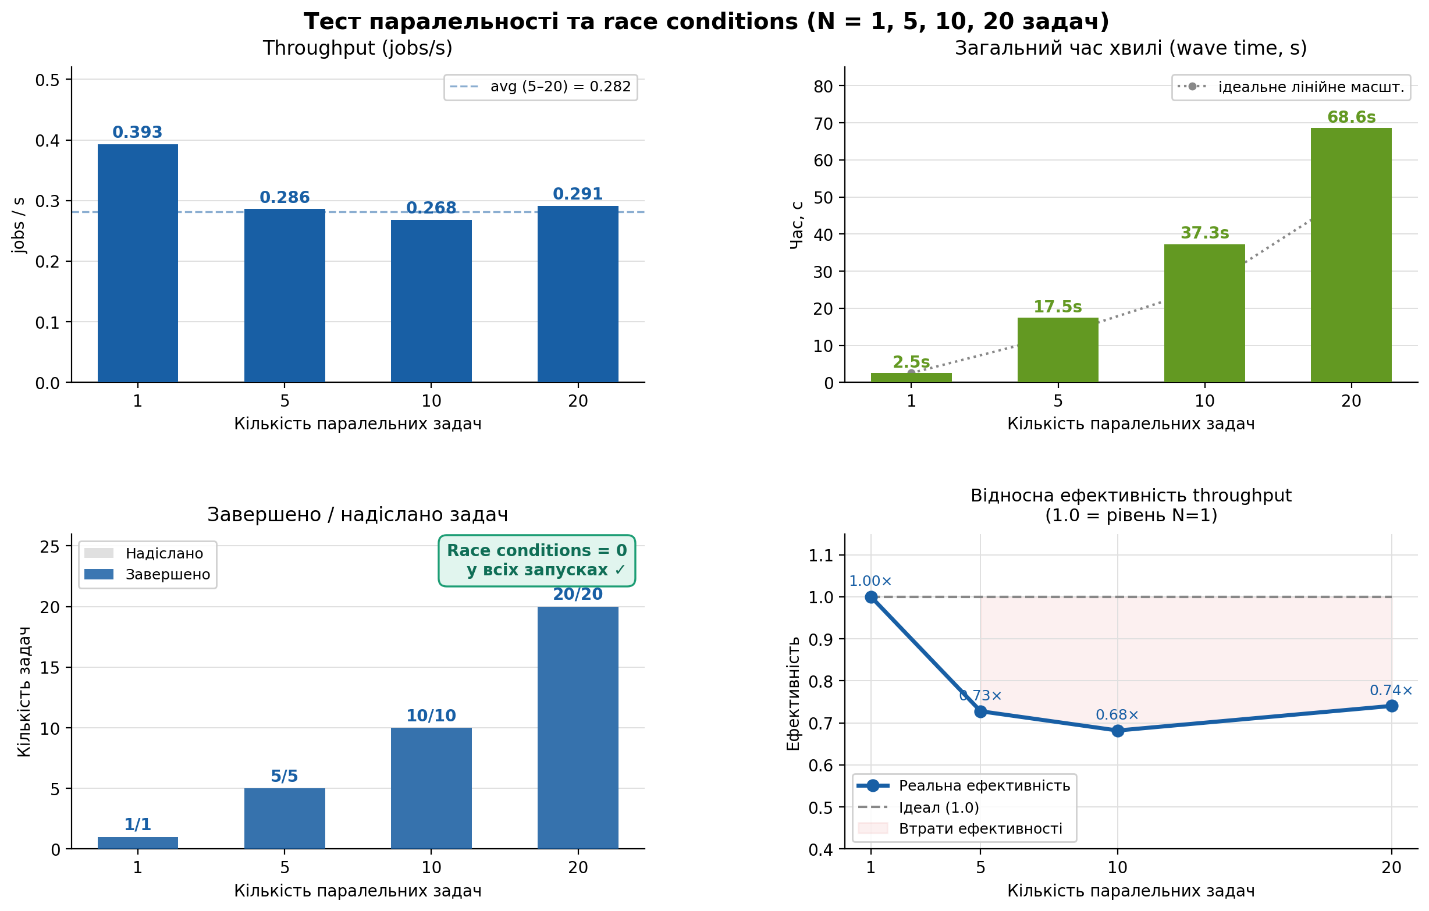 Тест паралельності та race conditions (N = 1, 5, 10, 20 задач)
Throughput (jobs/s)
avg (5–20) = 0.282
jobs / s
0.5
0.4
0.3
0.2
0.1
0.0
0.393
0.286
0.268
0.291
1
5
10
20
Кількість паралельних задач
Загальний час хвилі (wave time, s)
ідеальне лінійне масшт.
Час, с
80
70
60
50
40
30
20
10
0
2.5s
17.5s
37.3s
68.6s
1
5
10
20
Кількість паралельних задач
Завершено / надіслано задач
Надіслано
Завершено
Race conditions = 0
у всіх запусках ✓
Кількість задач
25
20
15
10
5
0
1/1
5/5
10/10
20/20
1
5
10
20
Кількість паралельних задач
Відносна ефективність throughput
(1.0 = рівень N=1)
Ефективність
1.1
1.0
0.9
0.8
0.7
0.6
0.5
0.4
1.00×
0.73×
0.68×
0.74×
Реальна ефективність
Ідеал (1.0)
Втрати ефективності
1
5
10
20
Кількість паралельних задач